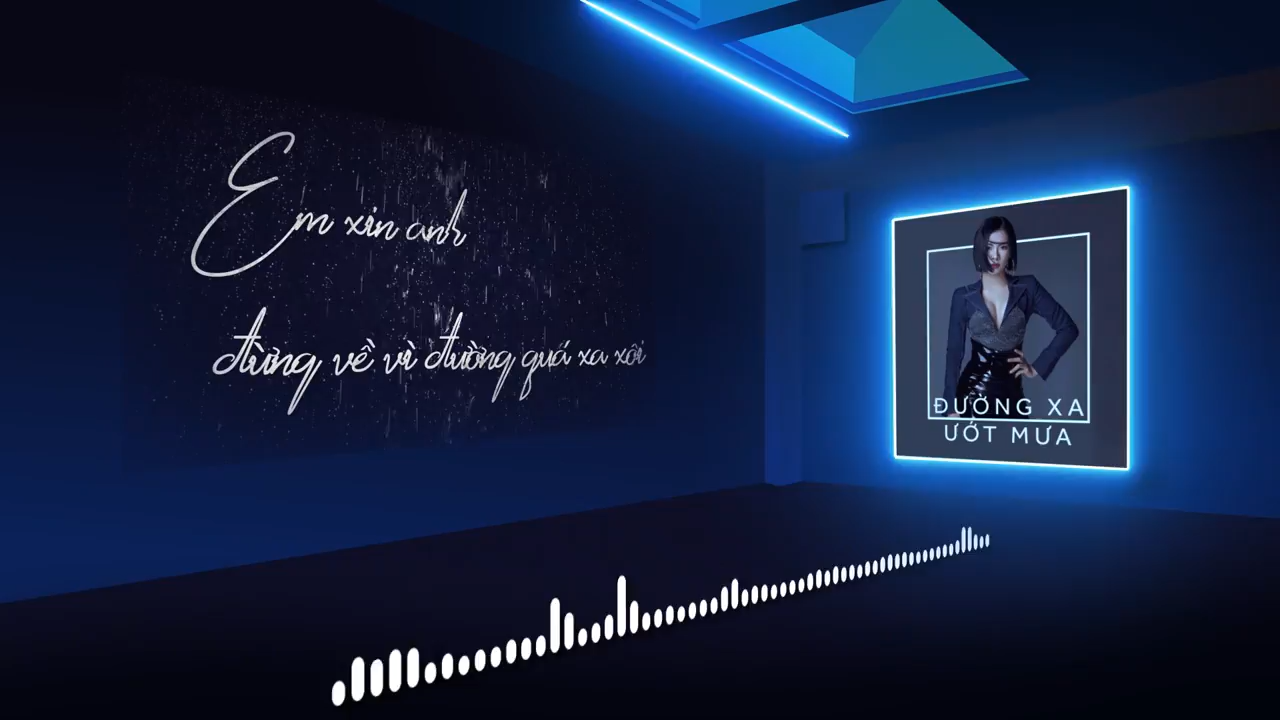 Em xin anh
đừng về vì đường quá xa xôi
ĐƯỜNG XA
ƯỚT MƯA